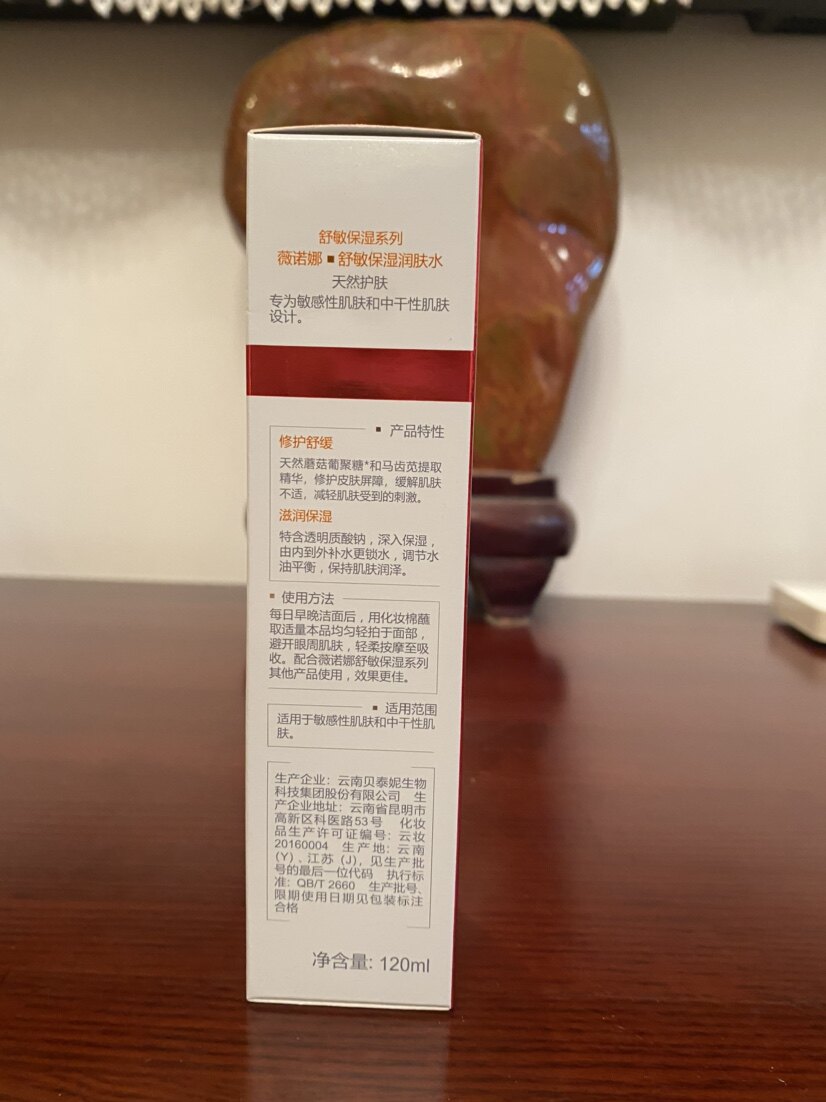 舒敏保湿系列
薇诺娜■舒敏保湿润肤水
天然护肤
专为敏感性肌肤和中干性肌肤
设计。
■ 产品特性
修护舒缓
天然蘑菇葡聚糖*和马齿苋提取
精华，修护皮肤屏障，缓解肌肤
不适，减轻肌肤受到的刺激。
滋润保湿
特含透明质酸钠，深入保湿，
由内到外补水更锁水，调节水
油平衡，保持肌肤润泽。
■ 使用方法
每日早晚洁面后，用化妆棉蘸
取适量本品均匀轻拍于面部，
避开眼周肌肤，轻柔按摩至吸
收。配合薇诺娜舒敏保湿系列
其他产品使用，效果更佳。
■ 适用范围
适用于敏感性肌肤和中干性肌
肤。
生产企业：云南贝泰妮生物
科技集团股份有限公司 生
产企业地址：云南省昆明市
高新区科医路53号 化妆
品生产许可证编号：云妆
20160004 生产地：云南
(Y)、江苏 (J)，见生产批
号的最后一位代码 执行标
准：QB/T 2660 生产批号、
限期使用日期见包装标注
合格
净含量: 120ml